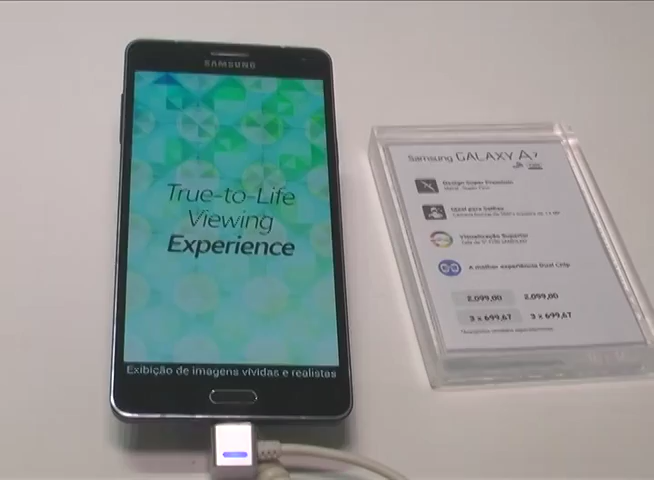 SAMSUNG
True-to-Life
Viewing
Experience
Exibição de imagens vívidas e realistas
Samsung GALAXY A7
Design Super Premium
Ideal para Selfies
Visualização Superior
A melhor experiência Dual Chip
2.099,00 2.099,00
3 x 699,67 3 x 699,67